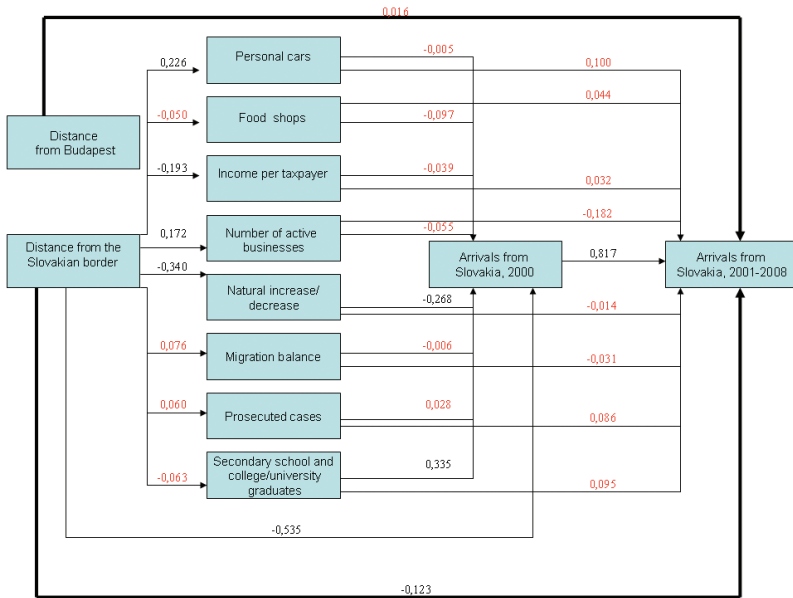 0,016
Personal cars
-0,005
0,226
0,100
0,044
Food shops
-0,050
-0,097
Distance
from Budapest
Income per taxpayer
-0,193
-0,039
0,032
Number of active
businesses
-0,182
0,172
-0,055
Distance from the
Slovakian border
Arrivals from
Slovakia, 2000
0,817
Arrivals from
Slovakia, 2001-2008
-0,340
Natural increase/
decrease
-0,268
-0,014
0,076
Migration balance
-0,006
-0,031
0,060
Prosecuted cases
0,028
0,086
Secondary school and
college/university
graduates
0,335
-0,063
0,095
-0,535
-0,123